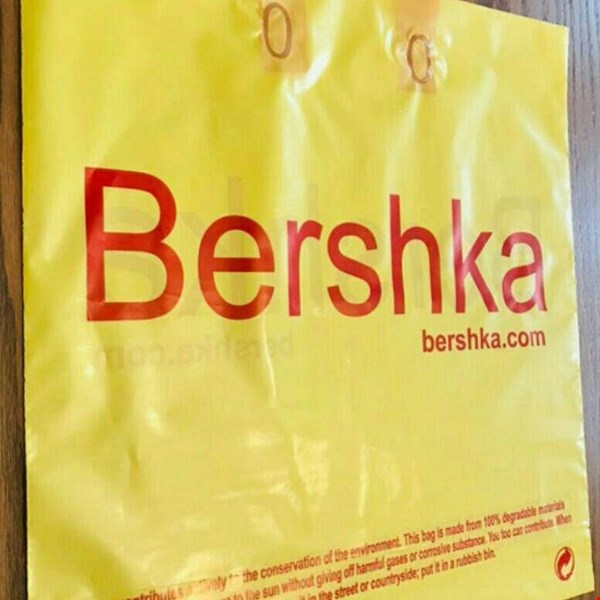 Bershka
bershka.com
the conservation of the environment. This bag is made from 100% degradable materials
the sun without giving off harmful gases or corrosive substance. You too can contribute. When
it in the street or countryside; put it in a rubbish bin.